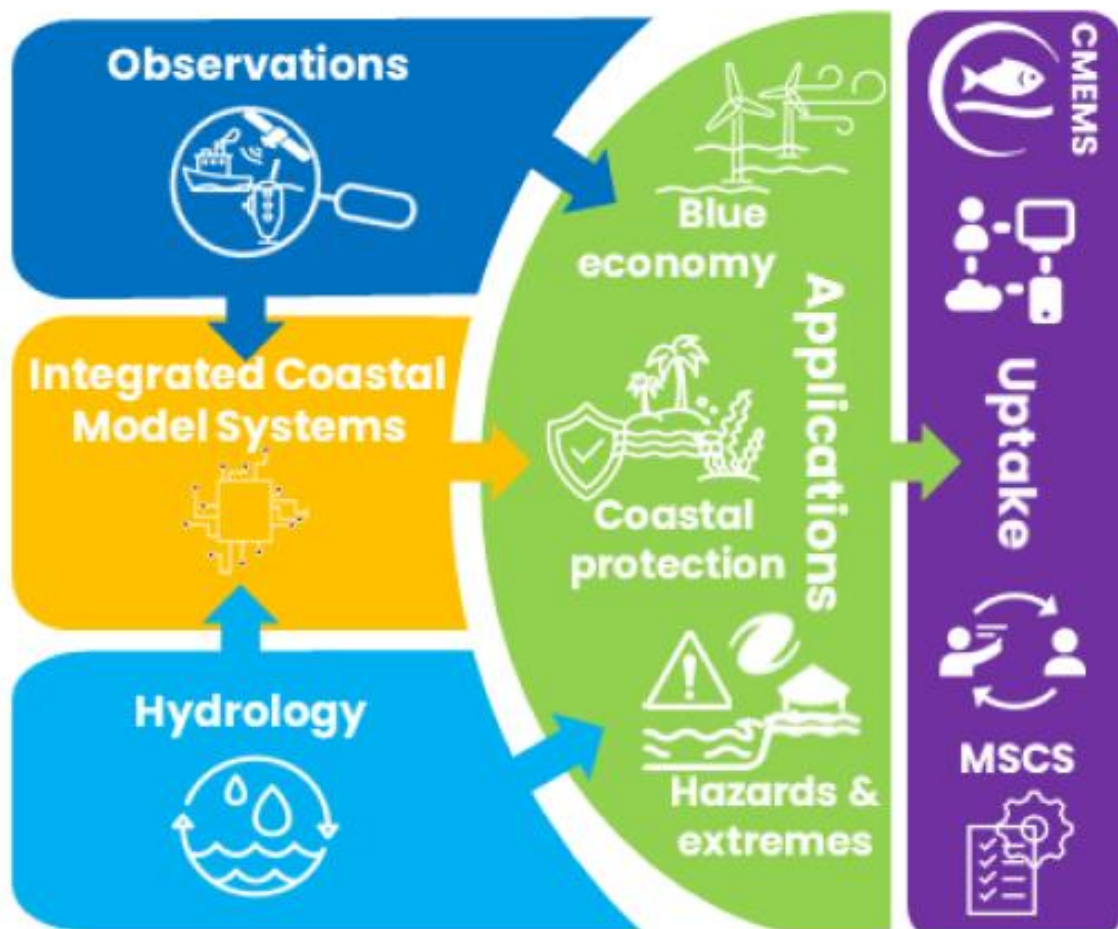 Observations
Integrated Coastal
Model Systems
Hydrology
Blue
economy
Coastal
protection
Hazards &
extremes
Applications
CMEMS
Uptake
MSCS